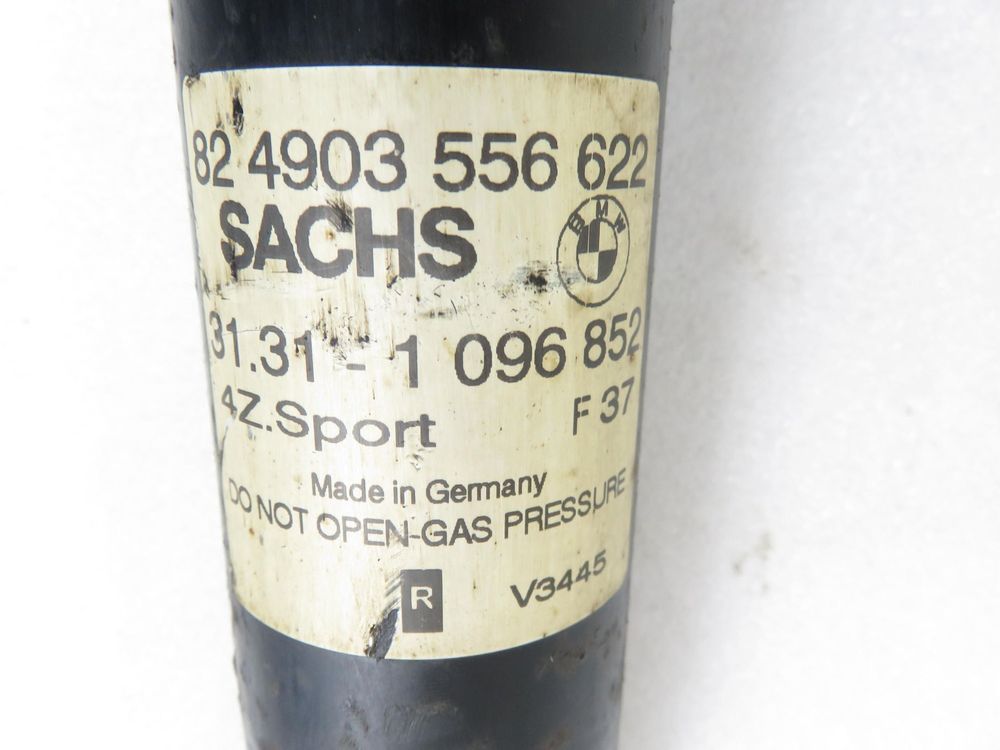 82 4903 556 622
SACHS BMW
31.31 - 1 096 852
4Z.Sport F 37
Made in Germany
DO NOT OPEN-GAS PRESSURE
R V3445